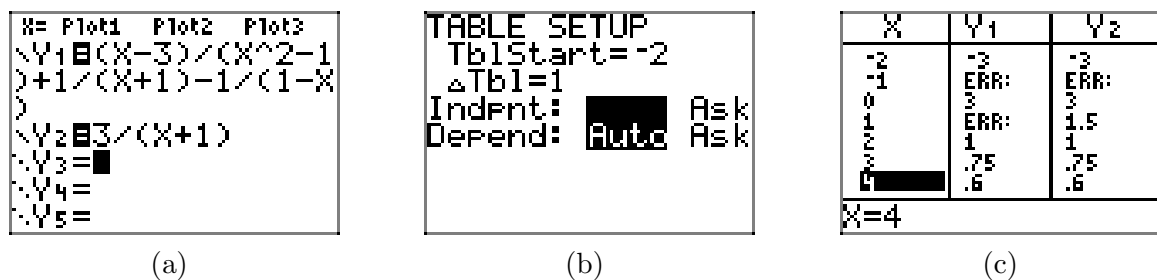 X= Plot1 Plot2 Plot3
\Y1=(X-3)/(X^2-1
)+1/(X+1)-1/(1-X
)
\Y2=3/(X+1)
\Y3=
\Y4=
\Y5=
(a)
TABLE SETUP
TblStart=-2
△Tbl=1
Indpnt: Ask
Depend: Auto Ask
(b)
X Y1 Y2
-2 -3 -3
-1 ERR: ERR:
0 3 3
1 ERR: 1.5
2 1 1
3 .75 .75
4 .6 .6
X=4
(c)